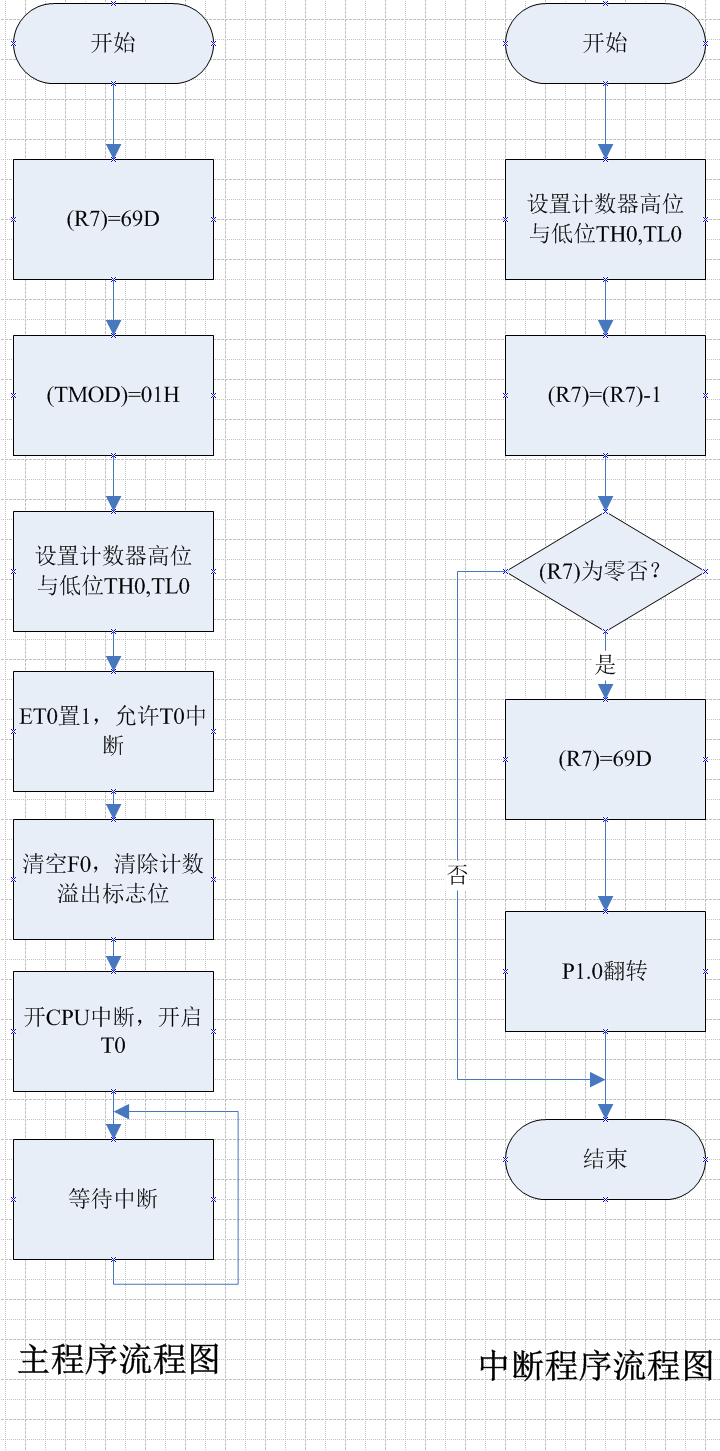 开始
(R7)=69D
(TMOD)=01H
设置计数器高位
与低位TH0,TL0
ET0置1，允许T0中
断
清空F0，清除计数
溢出标志位
开CPU中断，开启
T0
等待中断
主程序流程图
开始
设置计数器高位
与低位TH0,TL0
(R7)=(R7)-1
(R7)为零否？
是
(R7)=69D
否
P1.0翻转
结束
中断程序流程图